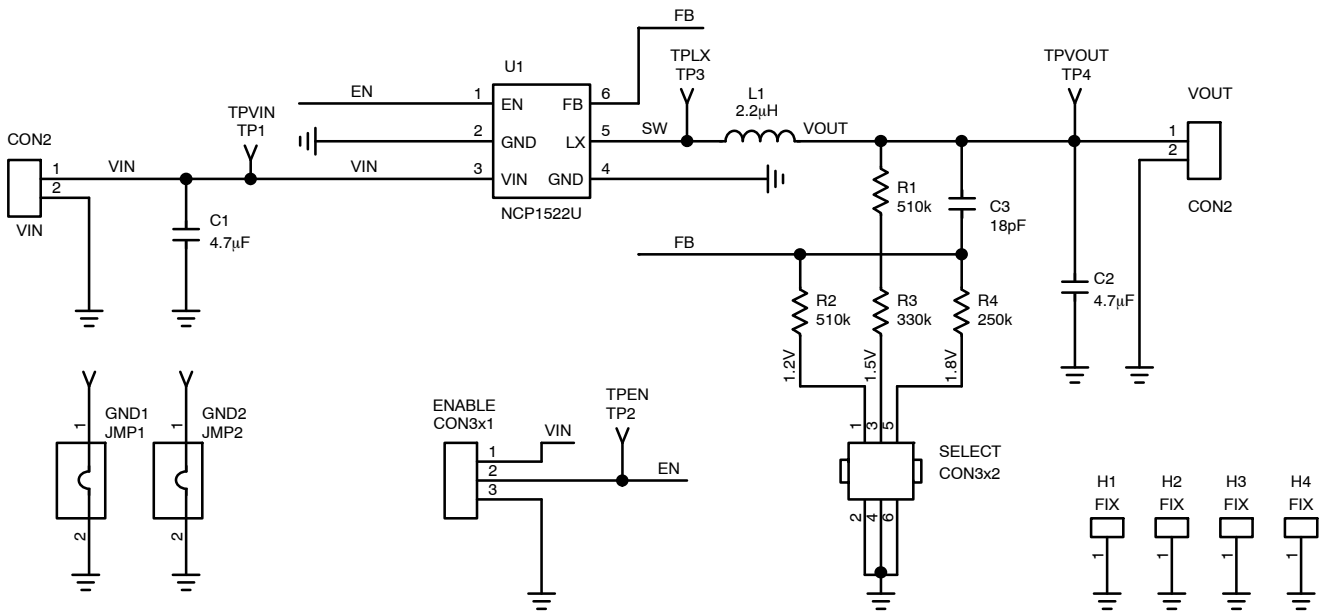 FB
U1
TPLX
TP3
TPVOUT
TP4
L1
2.2μH
VOUT
EN
1
EN
FB
6
TPVIN
TP1
CON2
2
GND
LX
5
SW
VOUT
1
2
1
VIN
VIN
3
VIN
GND
4
2
NCP1522U
R1
510k
C3
18pF
CON2
VIN
C1
4.7μF
FB
R2
510k
R3
330k
R4
250k
C2
4.7μF
1.2V
1.5V
1.8V
GND1
JMP1
GND2
JMP2
1
1
2
2
ENABLE
CON3x1
VIN
TPEN
TP2
1
2
3
EN
1
3
5
SELECT
CON3x2
2
4
6
H1
FIX
H2
FIX
H3
FIX
H4
FIX
1
1
1
1